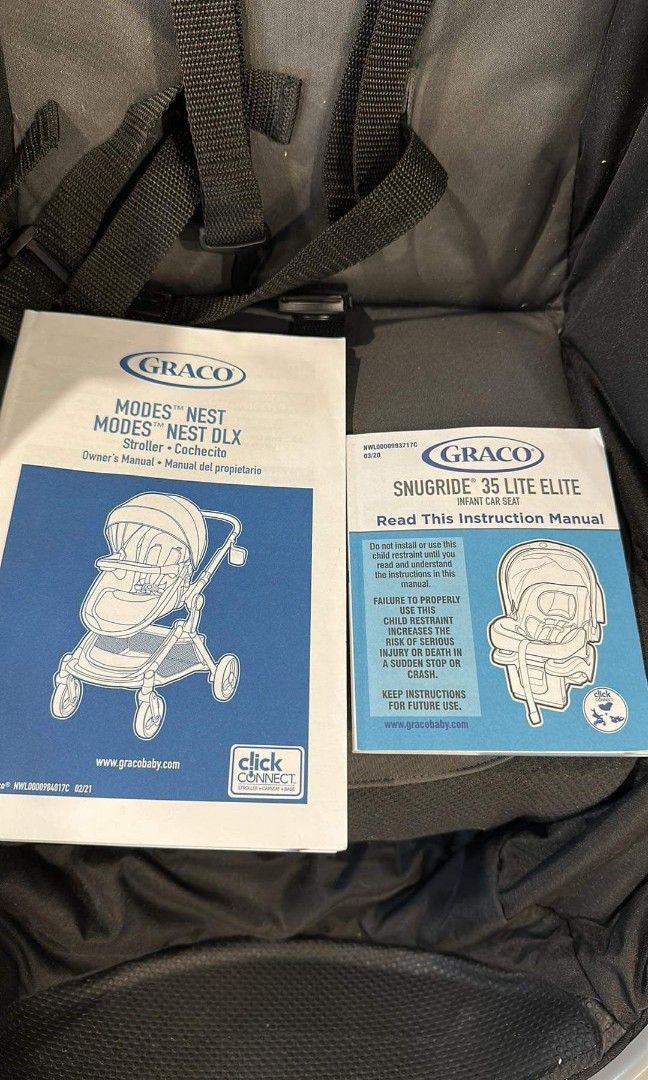 GRACO®
MODES™ NEST
MODES™ NEST DLX
Stroller • Cochecito
Owner's Manual • Manual del propietario
www.gracobaby.com
click
CONNECT™
STROLLER • CARSEAT • BASE
NWL0000984017C 02/21
NWL0000993717C
03/20
GRACO®
SNUGRIDE® 35 LITE ELITE
INFANT CAR SEAT
Read This Instruction Manual
Do not install or use this
child restraint until you
read and understand
the instructions in this
manual.
FAILURE TO PROPERLY
USE THIS
CHILD RESTRAINT
INCREASES THE
RISK OF SERIOUS
INJURY OR DEATH IN
A SUDDEN STOP OR
CRASH.
KEEP INSTRUCTIONS
FOR FUTURE USE.
www.gracobaby.com
click
CONNECT